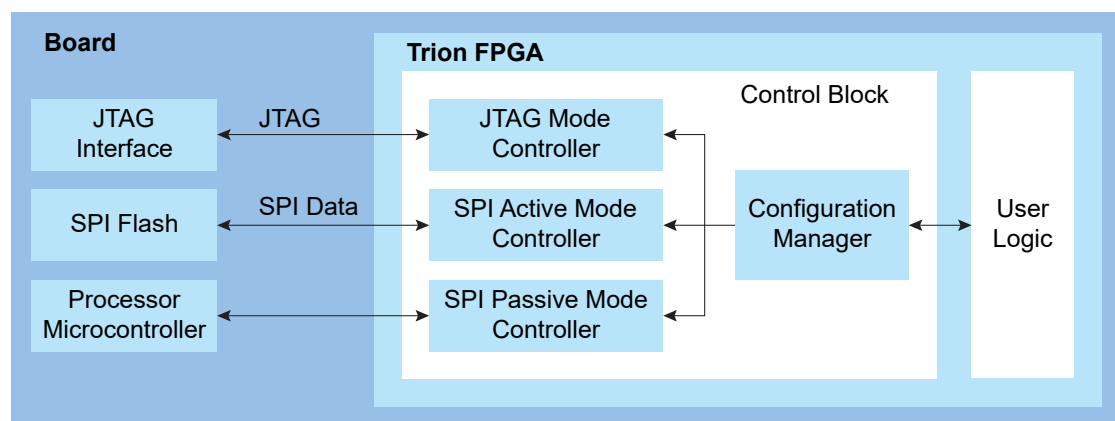 Board
Trion FPGA
Control Block
JTAG
Interface
JTAG
JTAG Mode
Controller
SPI Flash
SPI Data
SPI Active Mode
Controller
Configuration
Manager
User
Logic
Processor
Microcontroller
SPI Passive Mode
Controller